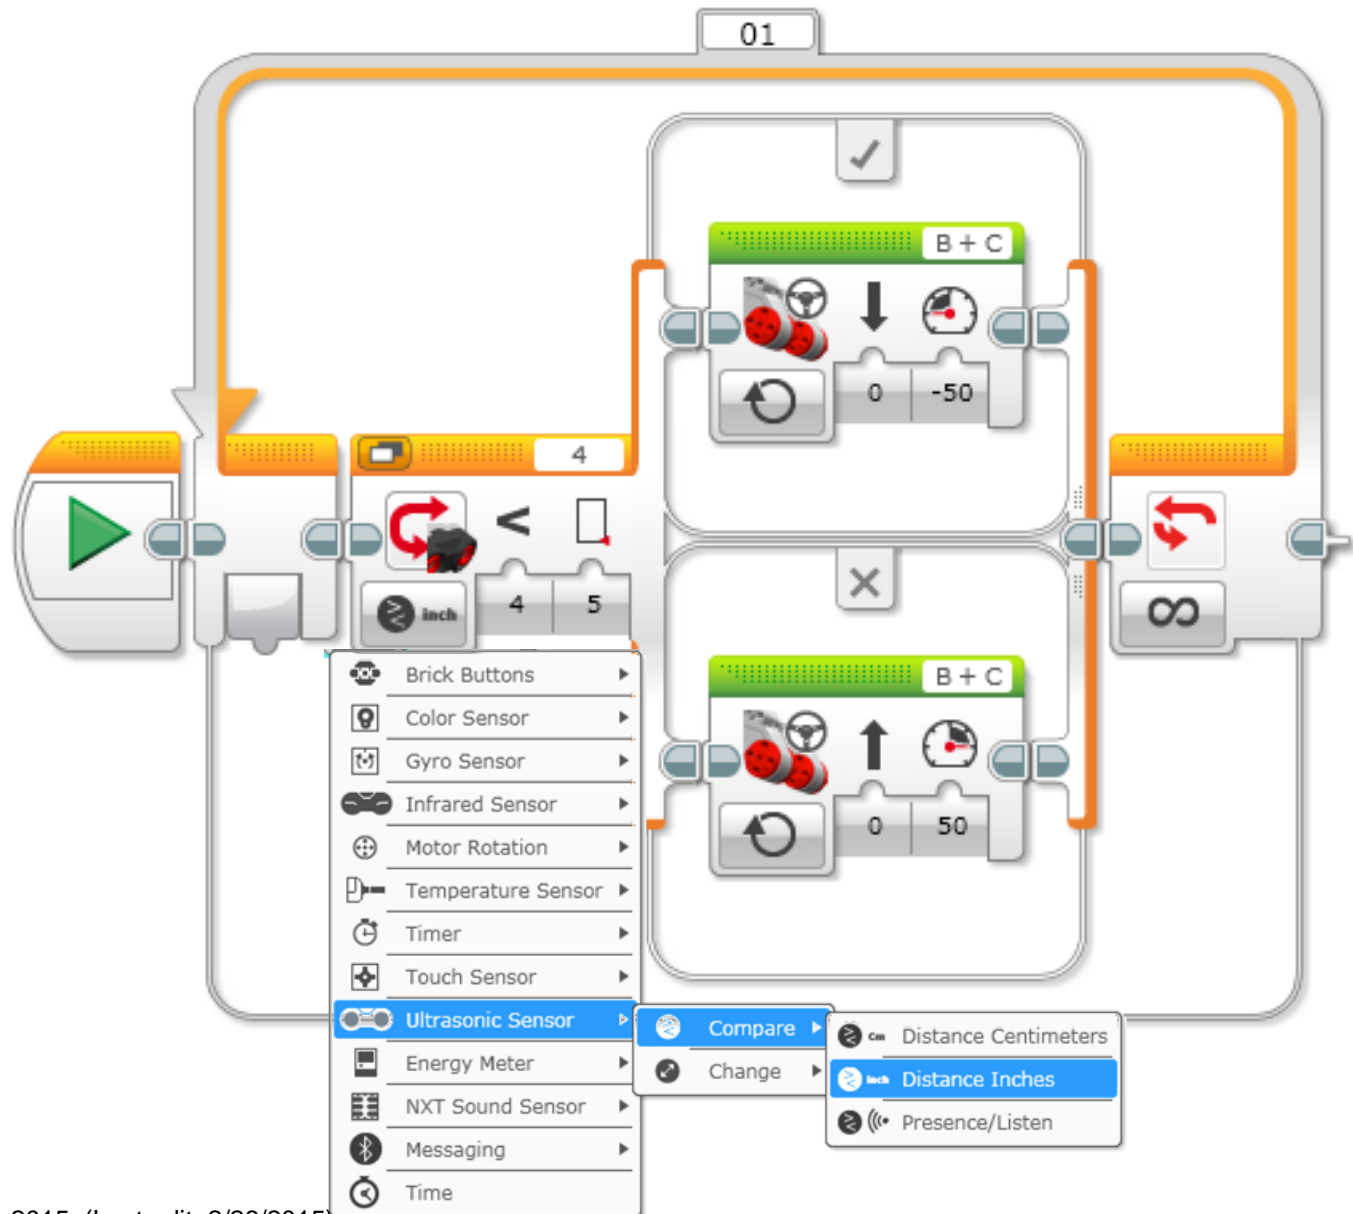 01
B + C
0 -50
4
<
inch 4 5
B + C
0 50
Brick Buttons
Color Sensor
Gyro Sensor
Infrared Sensor
Motor Rotation
Temperature Sensor
Timer
Touch Sensor
Ultrasonic Sensor
Energy Meter
NXT Sound Sensor
Messaging
Time
Compare
Change
cm Distance Centimeters
inch Distance Inches
Presence/Listen